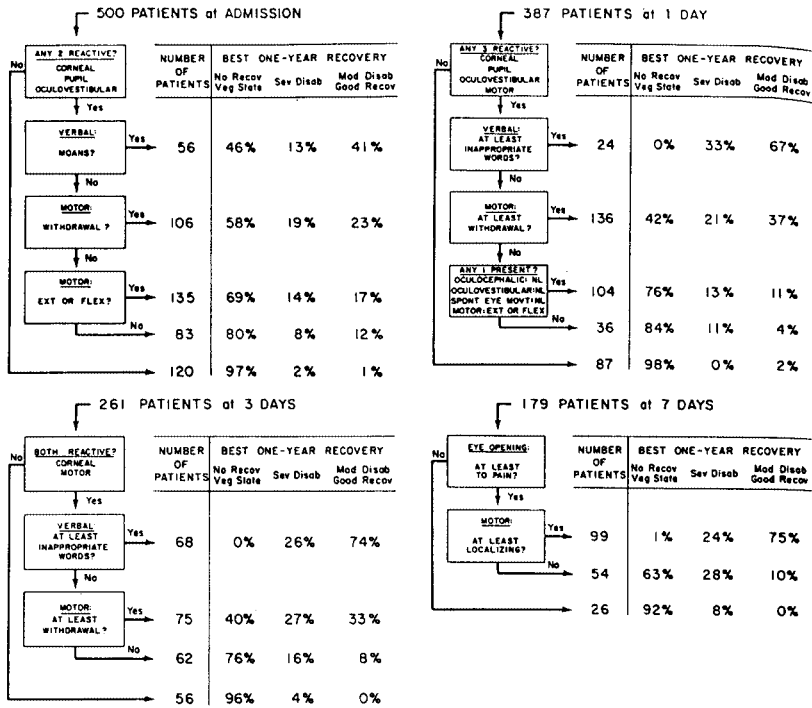 500 PATIENTS at ADMISSION
ANY 2 REACTIVE?
CORNEAL
PUPIL
OCULOVESTIBULAR
No
Yes
NUMBER OF PATIENTS
BEST ONE-YEAR RECOVERY
No Recov Veg State
Sev Disab
Mod Disab Good Recov
VERBAL:
MOANS?
Yes
56 46% 13% 41%
No
MOTOR:
WITHDRAWAL?
Yes
106 58% 19% 23%
No
MOTOR:
EXT OR FLEX?
Yes
135 69% 14% 17%
No
83 80% 8% 12%
120 97% 2% 1%
387 PATIENTS at 1 DAY
ANY 3 REACTIVE?
CORNEAL
PUPIL
OCULOVESTIBULAR
MOTOR
No
Yes
NUMBER OF PATIENTS
BEST ONE-YEAR RECOVERY
No Recov Veg State
Sev Disab
Mod Disab Good Recov
VERBAL:
AT LEAST
INAPPROPRIATE
WORDS?
Yes
24 0% 33% 67%
No
MOTOR:
AT LEAST
WITHDRAWAL?
Yes
136 42% 21% 37%
No
ANY 1 PRESENT?
OCULOCEPHALIC: NL
OCULOVESTIBULAR: NL
SPONT EYE MOVT: NL
MOTOR: EXT OR FLEX
Yes
104 76% 13% 11%
No
36 84% 11% 4%
87 98% 0% 2%
261 PATIENTS at 3 DAYS
BOTH REACTIVE?
CORNEAL
MOTOR
No
Yes
NUMBER OF PATIENTS
BEST ONE-YEAR RECOVERY
No Recov Veg State
Sev Disab
Mod Disab Good Recov
VERBAL
AT LEAST
INAPPROPRIATE
WORDS?
Yes
68 0% 26% 74%
No
MOTOR:
AT LEAST
WITHDRAWAL?
Yes
75 40% 27% 33%
No
62 76% 16% 8%
56 96% 4% 0%
179 PATIENTS at 7 DAYS
EYE OPENING:
AT LEAST
TO PAIN?
No
Yes
NUMBER OF PATIENTS
BEST ONE-YEAR RECOVERY
No Recov Veg State
Sev Disab
Mod Disab Good Recov
MOTOR:
AT LEAST
LOCALIZING?
Yes
99 1% 24% 75%
No
54 63% 28% 10%
26 92% 8% 0%